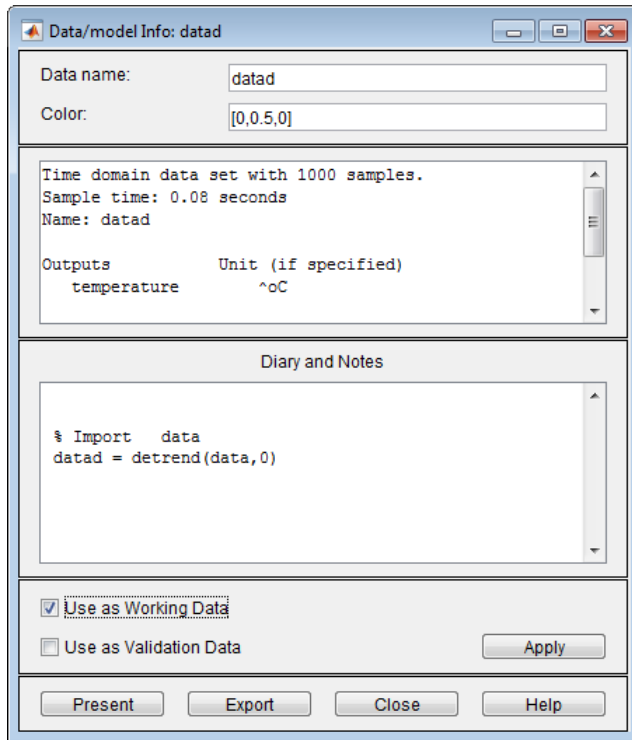 Data/model Info: datad
Data name: datad
Color: [0,0.5,0]
Time domain data set with 1000 samples.
Sample time: 0.08 seconds
Name: datad
Outputs Unit (if specified)
temperature ^oC
Diary and Notes
% Import data
datad = detrend(data,0)
Use as Working Data
Use as Validation Data Apply
Present Export Close Help